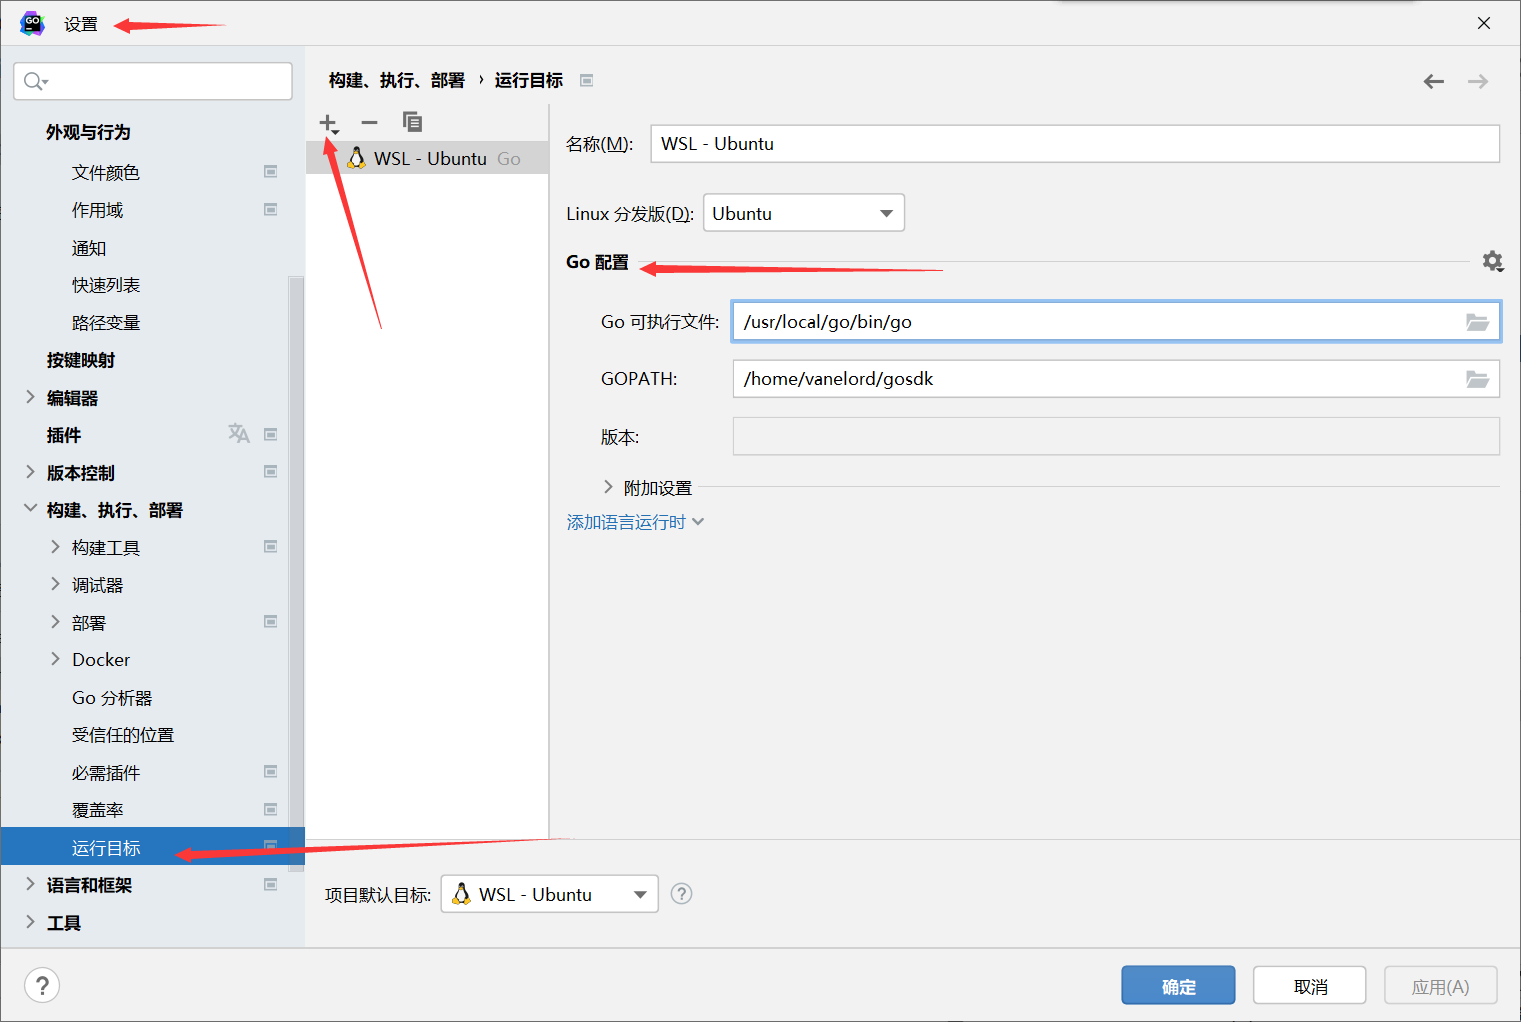 GO
设置
外观与行为
文件颜色
作用域
通知
快速列表
路径变量
按键映射
编辑器
插件
版本控制
构建、执行、部署
构建工具
调试器
部署
Docker
Go 分析器
受信任的位置
必需插件
覆盖率
运行目标
语言和框架
工具
构建、执行、部署 › 运行目标
WSL - Ubuntu Go
名称(M): WSL - Ubuntu
Linux 分发版(D): Ubuntu
Go 配置
Go 可执行文件: /usr/local/go/bin/go
GOPATH: /home/vanelord/gosdk
版本:
附加设置
添加语言运行时
项目默认目标: WSL - Ubuntu ?
? 确定 取消 应用(A)